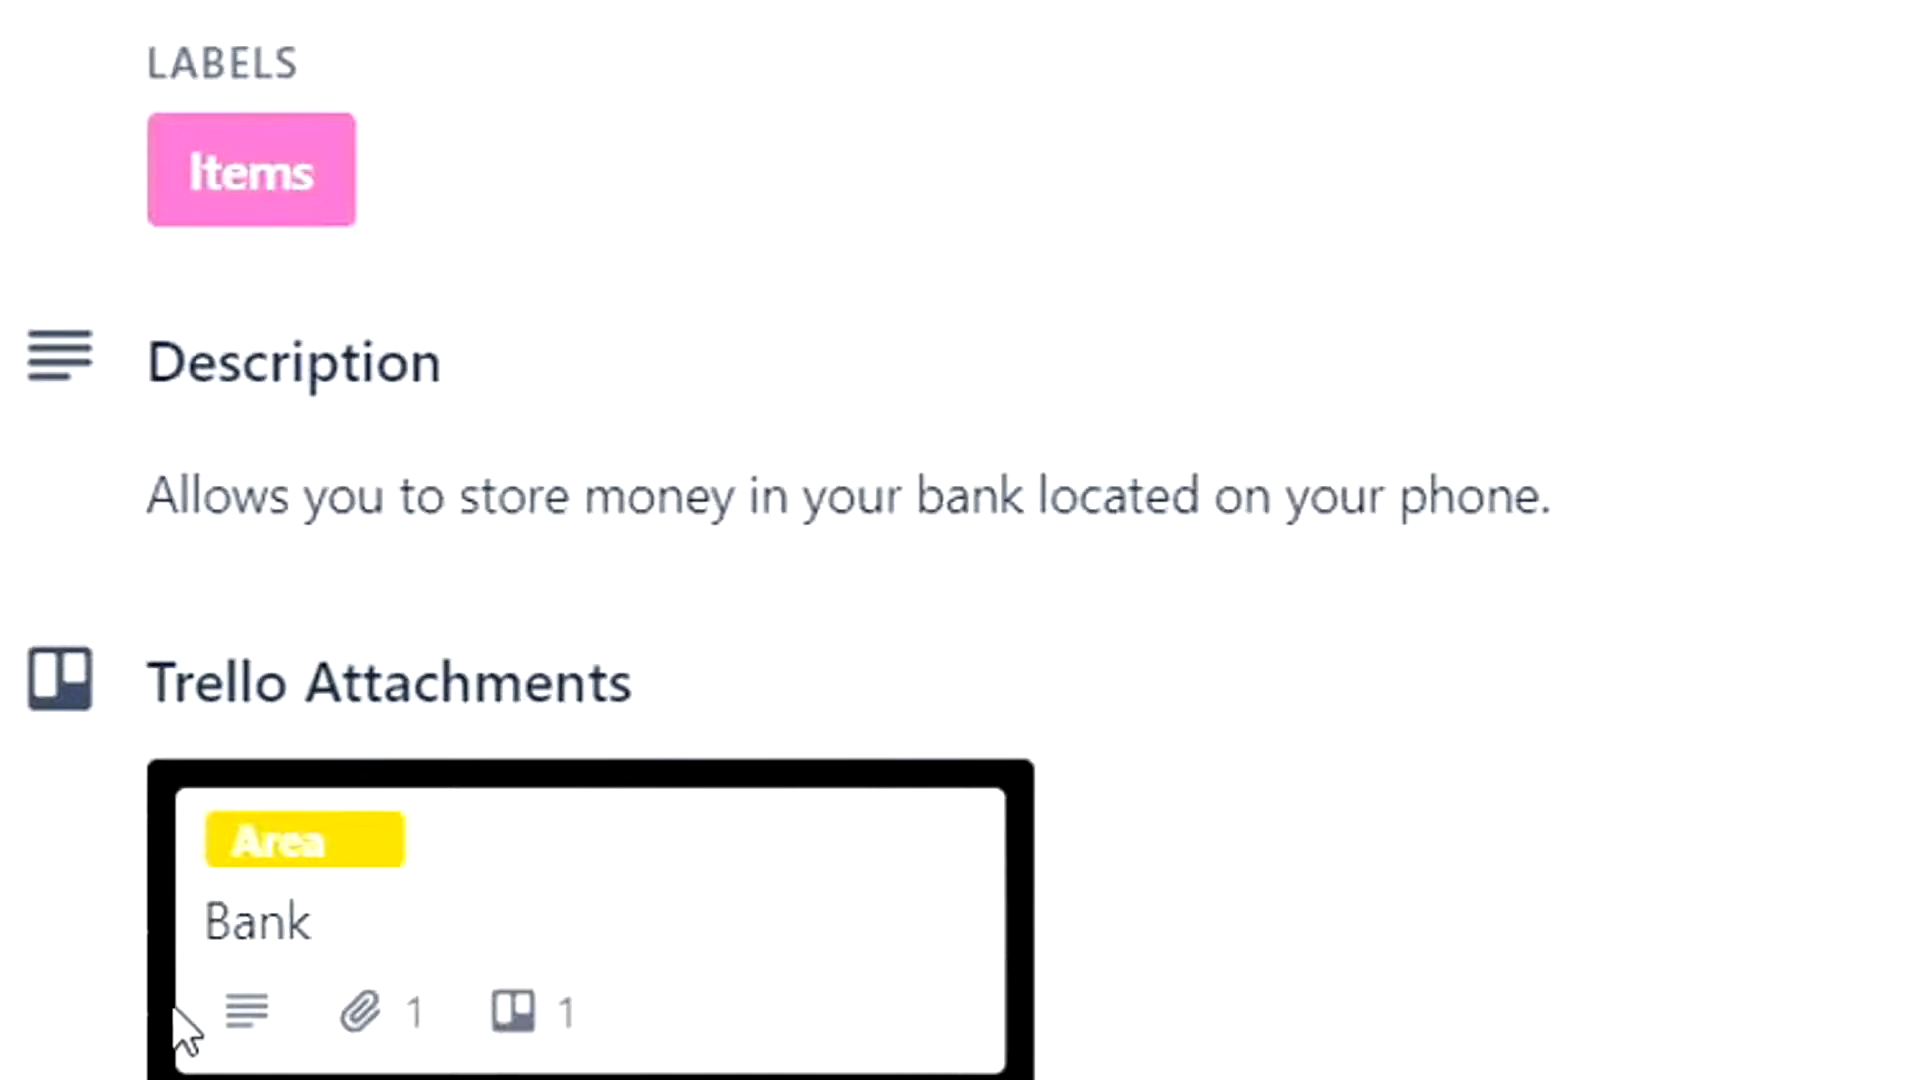 LABELS
Items
Description
Allows you to store money in your bank located on your phone.
Trello Attachments
Area
Bank
1 1